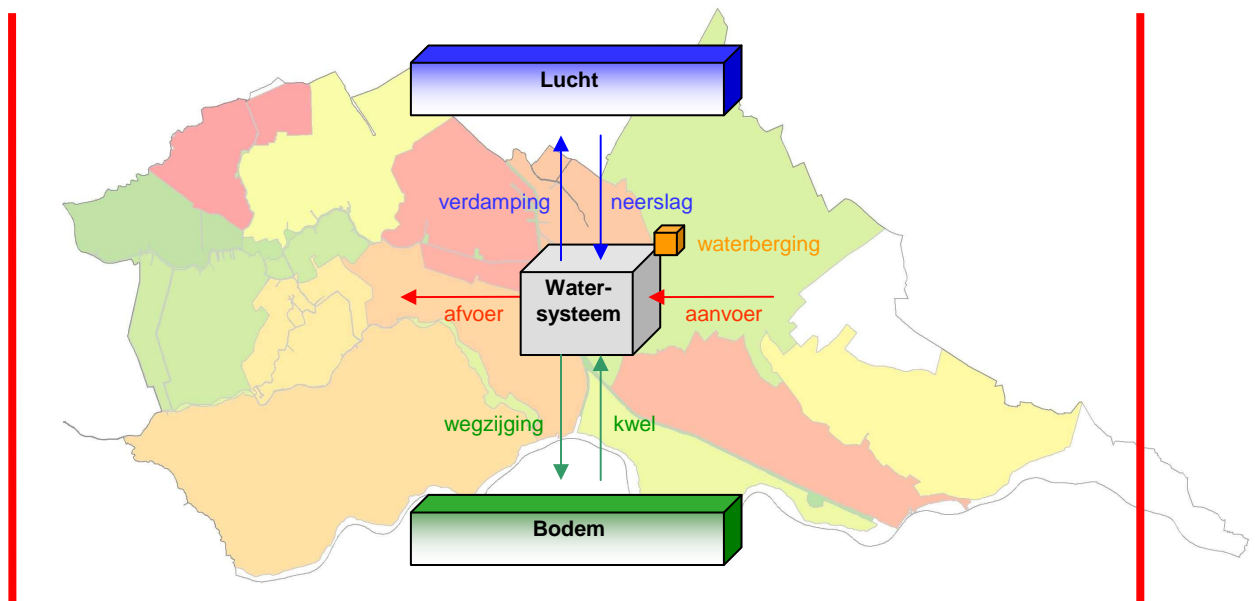 Lucht
verdamping
neerslag
waterberging
Water-
systeem
afvoer
aanvoer
wegzijging
kwel
Bodem